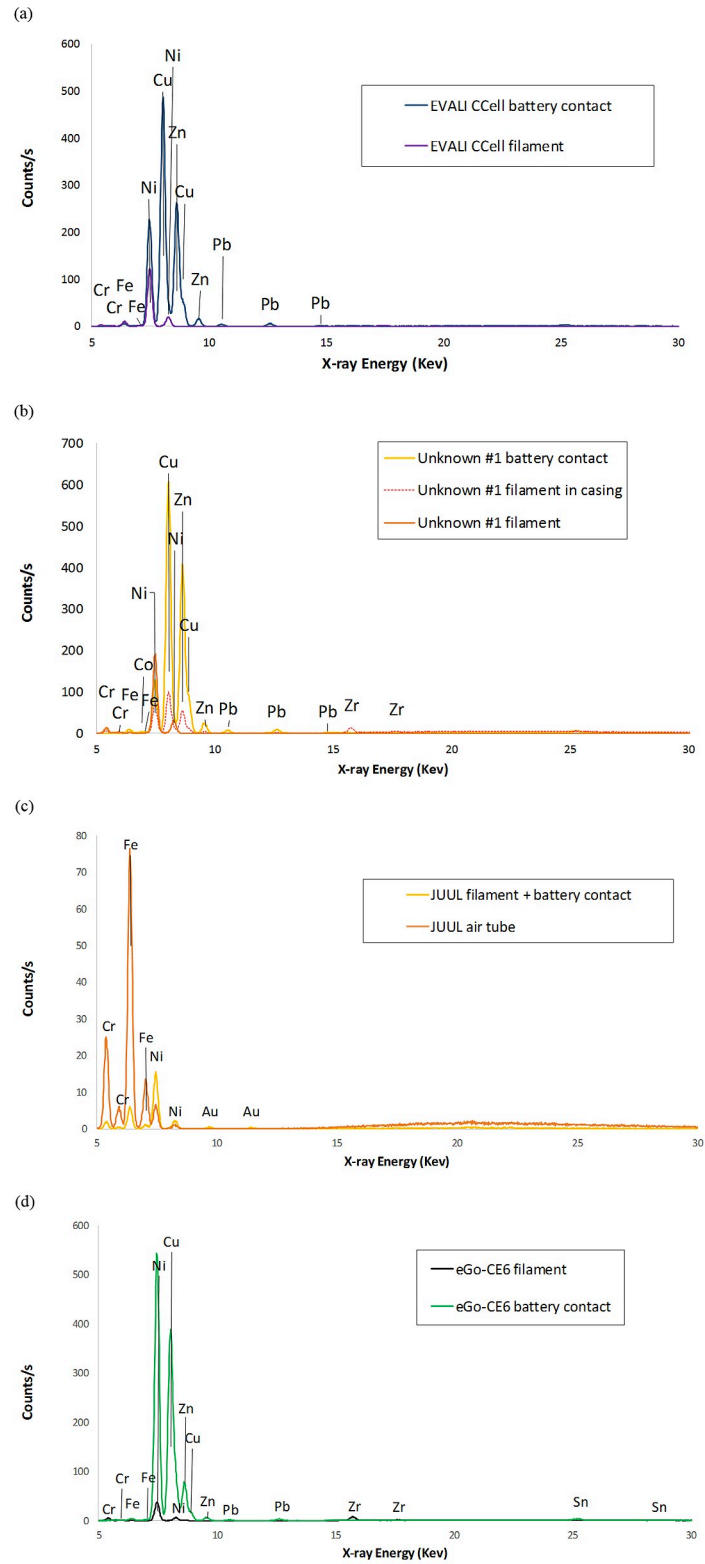 (a)
600
500
400
300
200
100
0
Counts/s
Ni
Cu
Zn
Ni
Cu
Pb
Zn
Cr
Fe
Cr
Fe
Pb
Pb
EVALI CCell battery contact
EVALI CCell filament
5 10 15 20 25 30
X-ray Energy (Kev)
(b)
700
600
500
400
300
200
100
0
Counts/s
Cu
Zn
Ni
Ni
Cu
Co
Cr
Fe
Fe
Cr
Zn
Pb
Pb
Pb
Zr
Zr
Unknown #1 battery contact
Unknown #1 filament in casing
Unknown #1 filament
5 10 15 20 25 30
X-ray Energy (Kev)
(c)
80
70
60
50
40
30
20
10
0
Counts/s
Fe
Cr
Fe
Ni
Cr
Ni
Au
Au
JUUL filament + battery contact
JUUL air tube
5 10 15 20 25 30
X-ray Energy (Kev)
(d)
600
500
400
300
200
100
0
Counts/s
Cu
Ni
Zn
Cu
Cr
Fe
Cr
Fe
Ni
Zn
Pb
Pb
Zr
Zr
Sn
Sn
eGo-CE6 filament
eGo-CE6 battery contact
5 10 15 20 25 30
X-ray Energy (Kev)